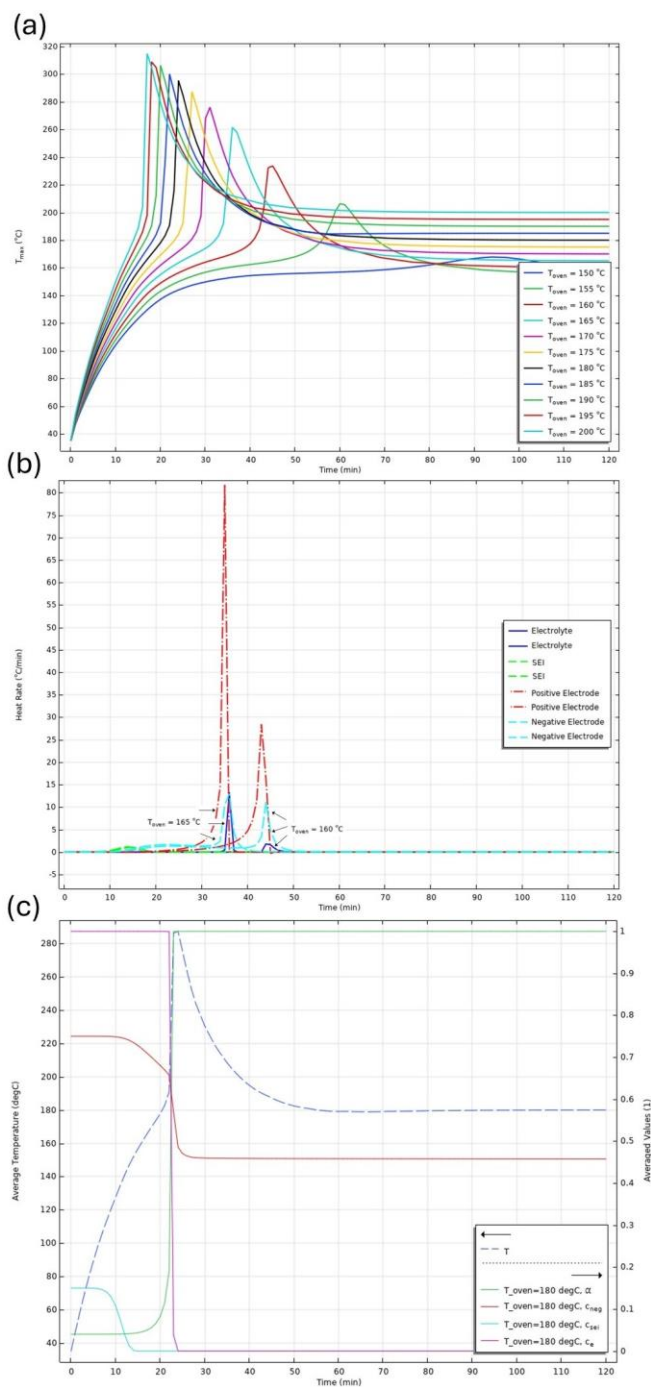 (a)
320
300
280
260
240
220
200
180
160
140
120
100
80
60
40
T_max (°C)
T_oven = 150 °C
T_oven = 155 °C
T_oven = 160 °C
T_oven = 165 °C
T_oven = 170 °C
T_oven = 175 °C
T_oven = 180 °C
T_oven = 185 °C
T_oven = 190 °C
T_oven = 195 °C
T_oven = 200 °C
0 10 20 30 40 50 60 70 80 90 100 110 120
Time (min)
(b)
80
75
70
65
60
55
50
45
40
35
30
25
20
15
10
5
0
-5
Heat Rate (°C/min)
Electrolyte
Electrolyte
SEI
SEI
Positive Electrode
Positive Electrode
Negative Electrode
Negative Electrode
T_oven = 165 °C
T_oven = 160 °C
0 10 20 30 40 50 60 70 80 90 100 110 120
Time (min)
(c)
280
260
240
220
200
180
160
140
120
100
80
60
40
Average Temperature (degC)
1
0.9
0.8
0.7
0.6
0.5
0.4
0.3
0.2
0.1
0
Averaged Values (1)
T
T_oven=180 degC, α
T_oven=180 degC, c_neg
T_oven=180 degC, c_sei
T_oven=180 degC, c_e
0 10 20 30 40 50 60 70 80 90 100 110 120
Time (min)